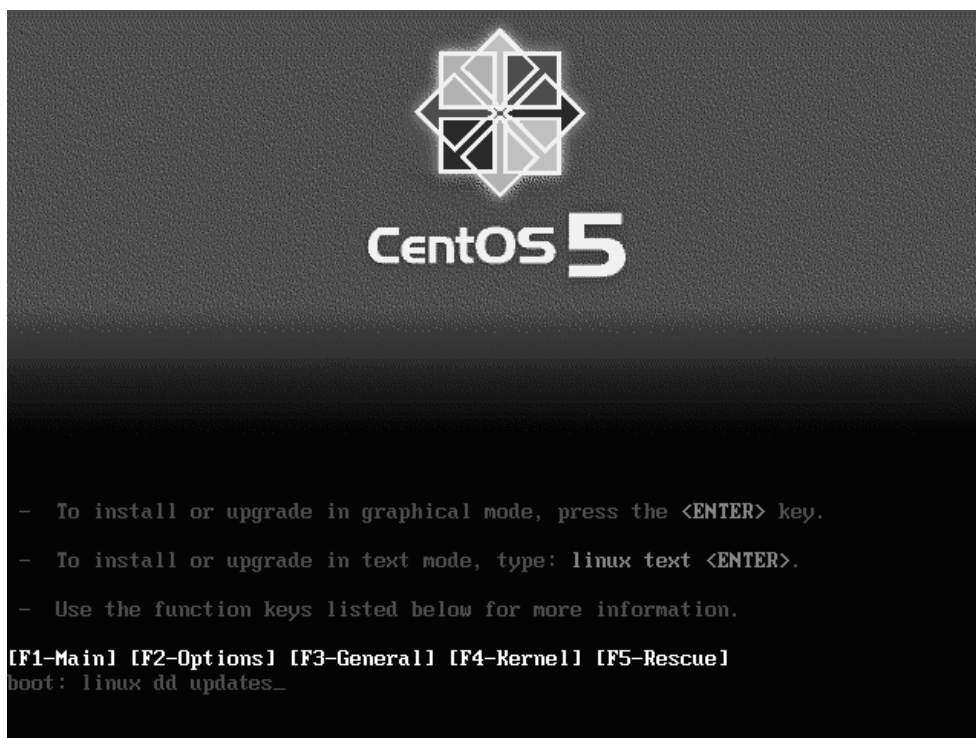 CentOS 5
- To install or upgrade in graphical mode, press the <ENTER> key.
- To install or upgrade in text mode, type: linux text <ENTER>.
- Use the function keys listed below for more information.
[F1-Main] [F2-Options] [F3-General] [F4-Kernel] [F5-Rescue]
boot: linux dd updates_